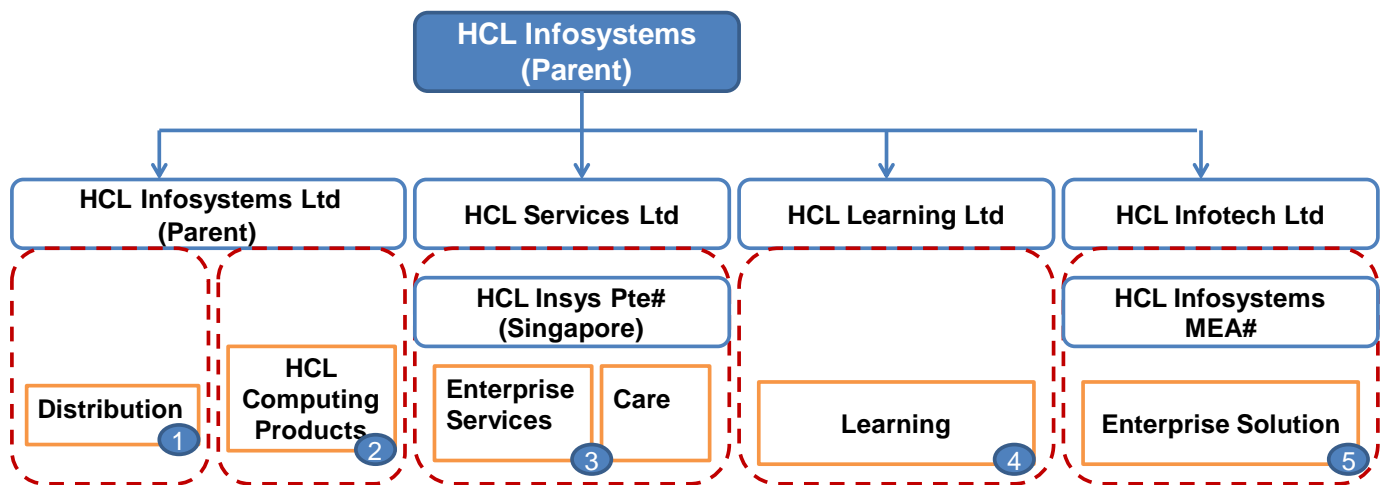 HCL Infosystems
(Parent)
HCL Infosystems Ltd
(Parent)
HCL Services Ltd
HCL Learning Ltd
HCL Infotech Ltd
HCL Insys Pte#
(Singapore)
HCL Infosystems
MEA#
Distribution
1
HCL
Computing
Products
2
Enterprise
Services
Care
3
Learning
4
Enterprise Solution
5